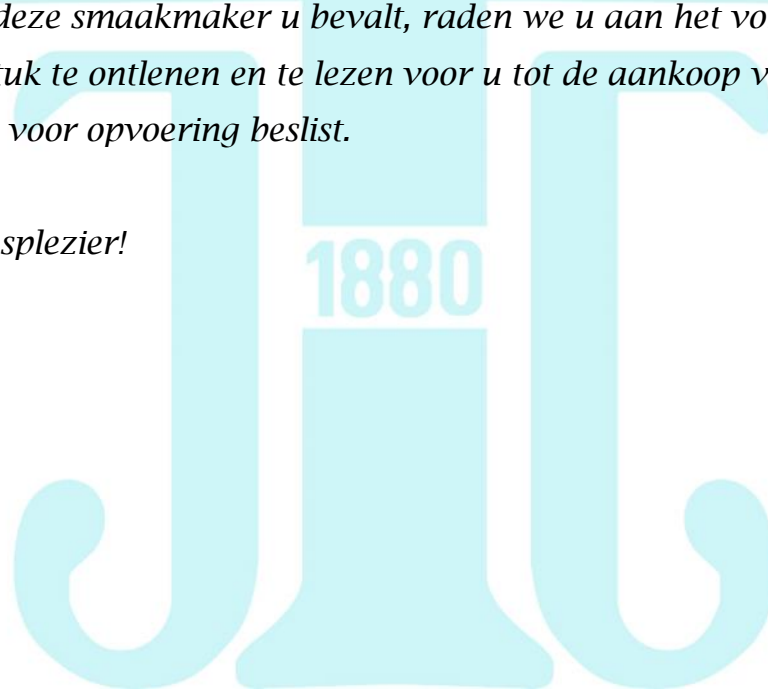 deze smaakmaker u bevalt, raden we u aan het vo
tuk te ontlenen en te lezen voor u tot de aankoop v
voor opvoering beslist.
splezier!
1880